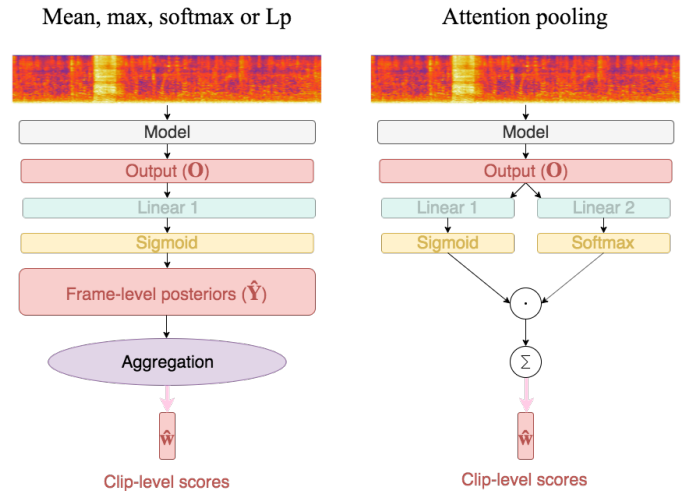 Mean, max, softmax or Lp
Model
Output (O)
Linear 1
Sigmoid
Frame-level posteriors (Ŷ)
Aggregation
ŵ
Clip-level scores
Attention pooling
Model
Output (O)
Linear 1 Linear 2
Sigmoid Softmax
·
Σ
ŵ
Clip-level scores